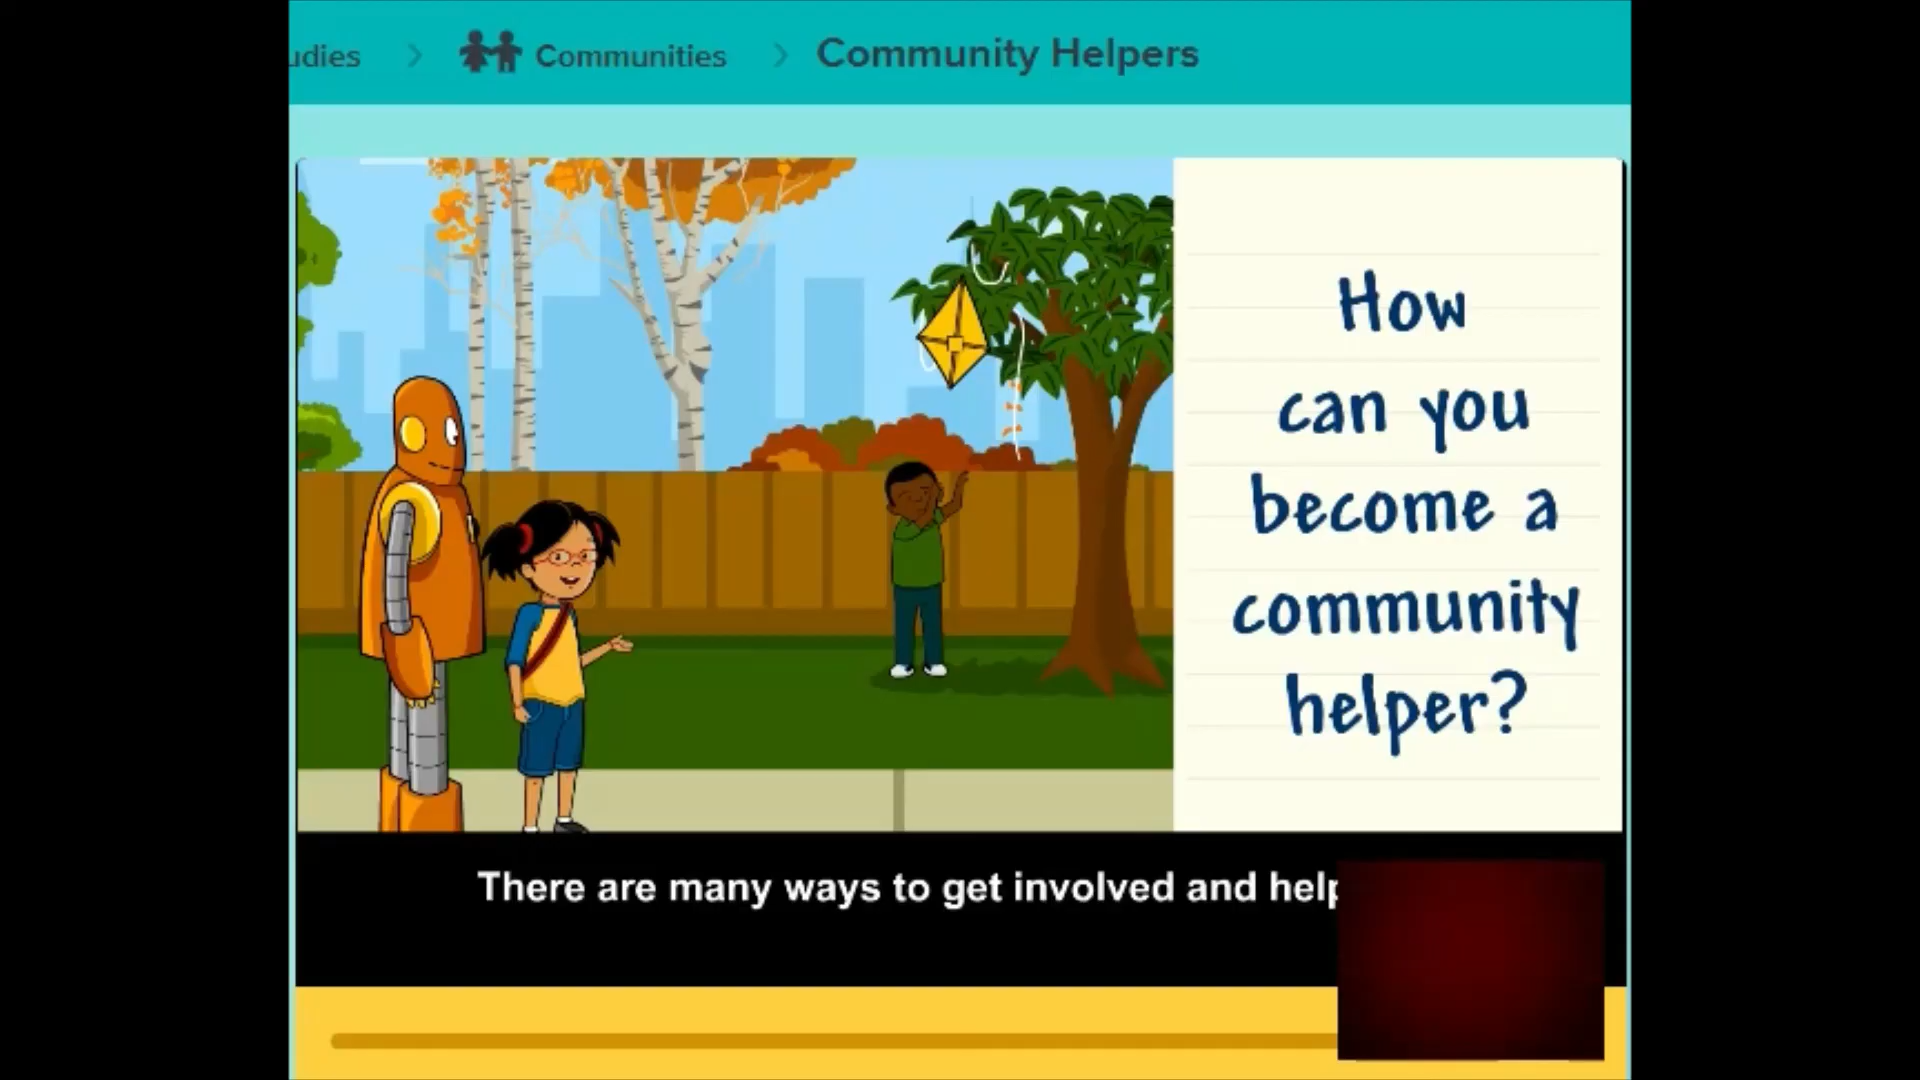 udies > Communities > Community Helpers
How
can you
become a
community
helper?
There are many ways to get involved and help